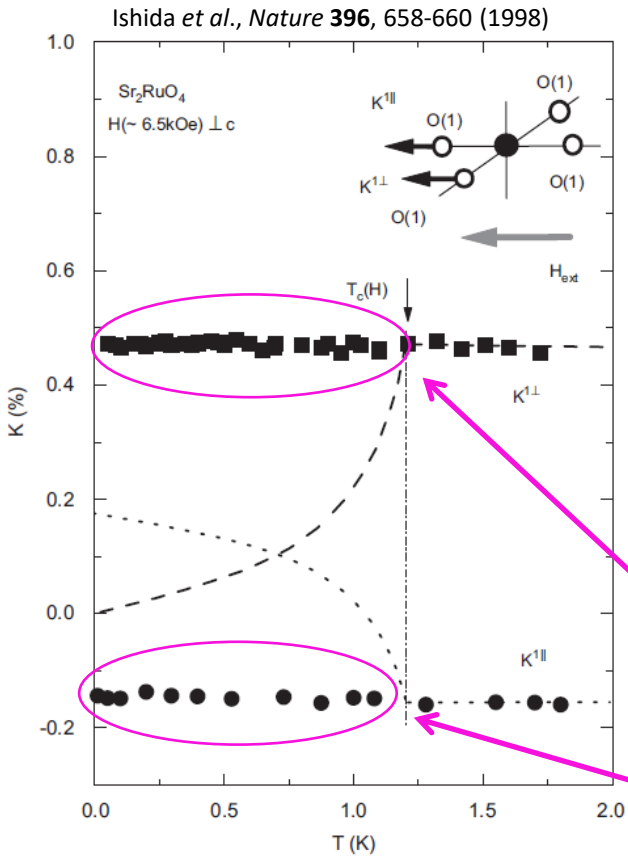 Ishida et al., Nature 396, 658-660 (1998)
1.0
Sr₂RuO₄
H(~ 6.5kOe) ⊥ c
K¹∥
O(1)
O(1)
0.8
K¹⊥
O(1)
O(1)
H_ext
0.6
T_c(H)
K (%)
0.4
K¹⊥
0.2
0.0
K¹∥
-0.2
0.0 0.5 1.0 1.5 2.0
T (K)